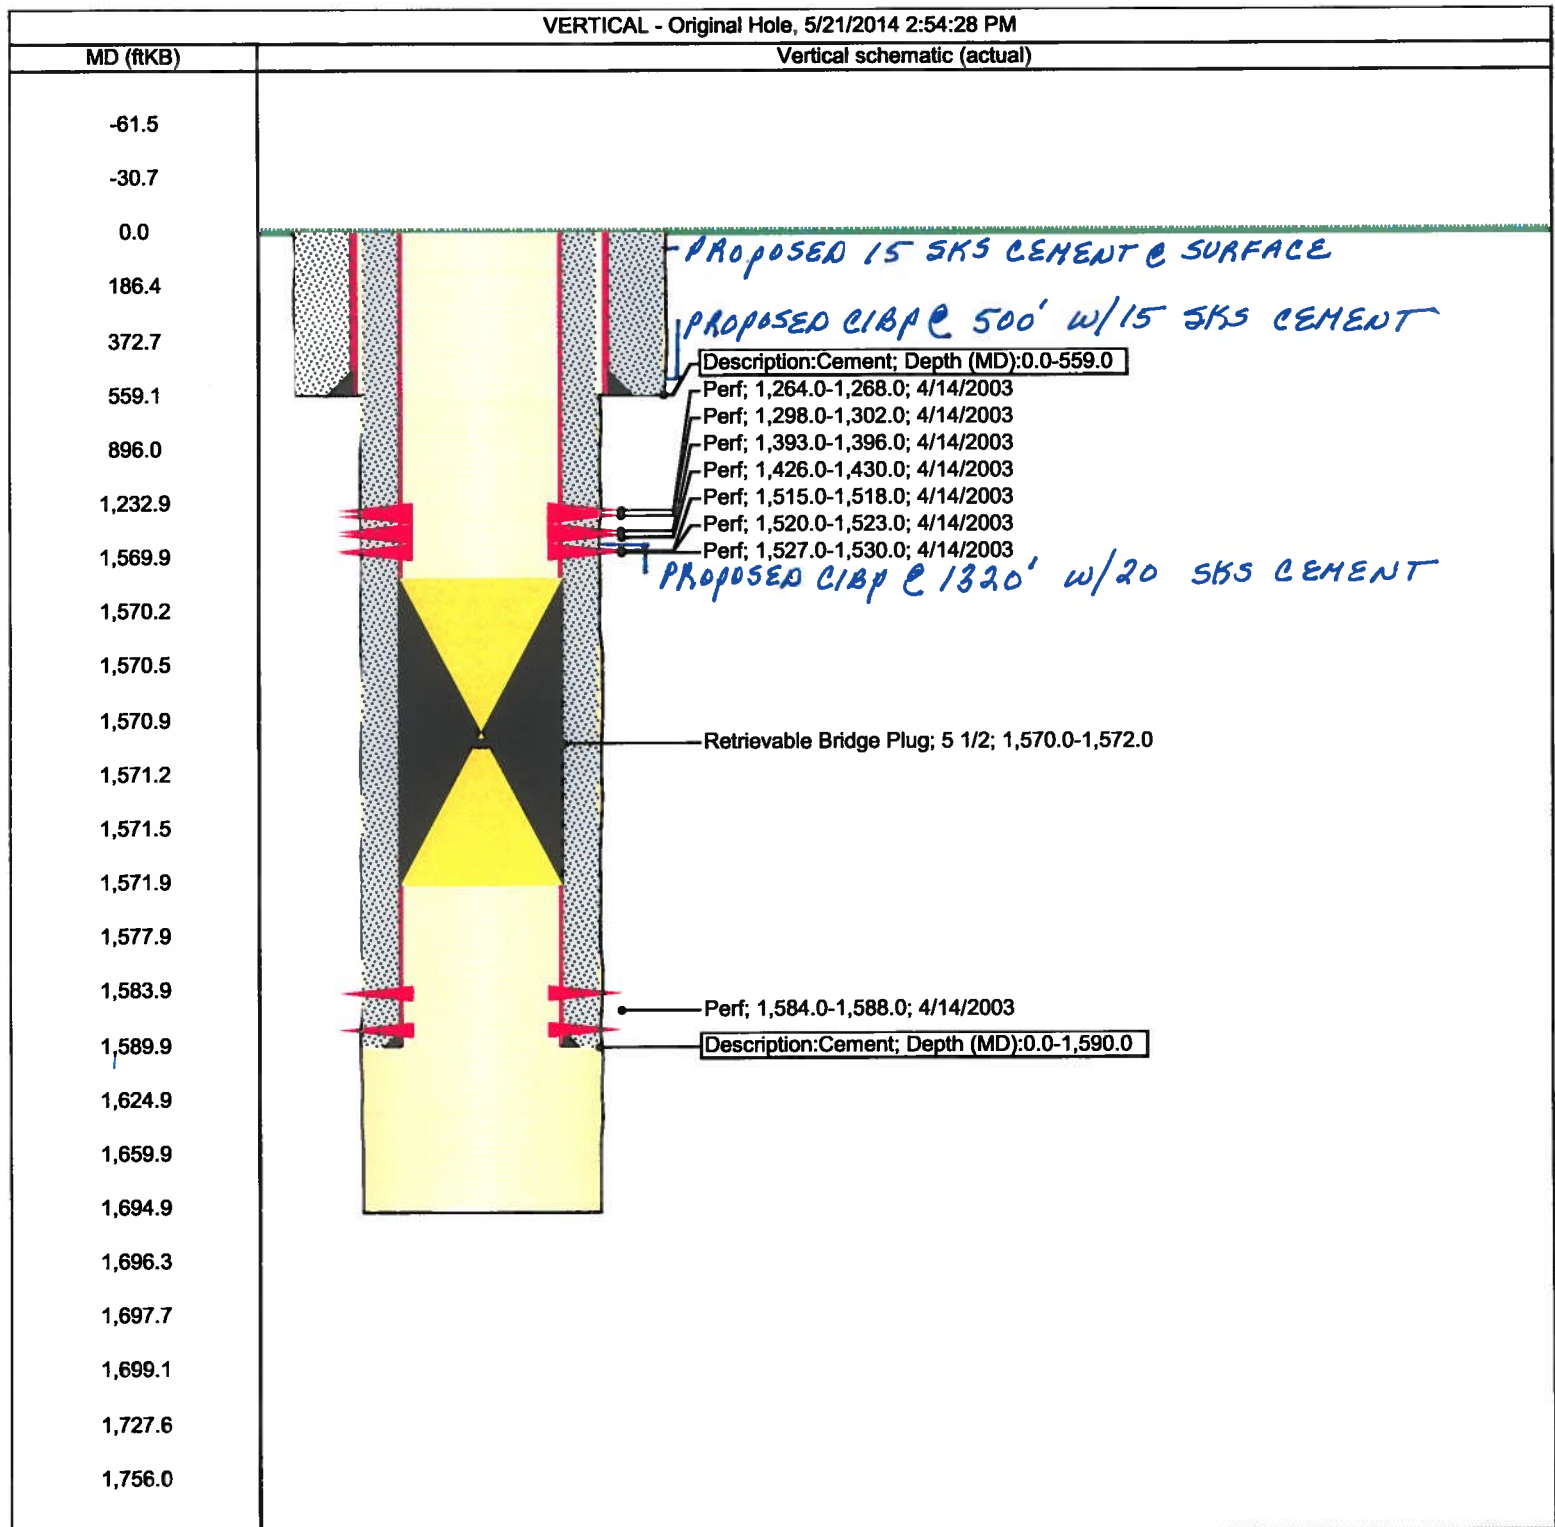 VERTICAL - Original Hole, 5/21/2014 2:54:28 PM
MD (ftKB)
Vertical schematic (actual)
-61.5
-30.7
0.0
186.4
372.7
559.1
896.0
1,232.9
1,569.9
1,570.2
1,570.5
1,570.9
1,571.2
1,571.5
1,571.9
1,577.9
1,583.9
1,589.9
1,624.9
1,659.9
1,694.9
1,696.3
1,697.7
1,699.1
1,727.6
1,756.0
PROPOSED 15 SKS CEMENT @ SURFACE
PROPOSED CIBP @ 500' W/15 SKS CEMENT
Description:Cement; Depth (MD):0.0-559.0
Perf; 1,264.0-1,268.0; 4/14/2003
Perf; 1,298.0-1,302.0; 4/14/2003
Perf; 1,393.0-1,396.0; 4/14/2003
Perf; 1,426.0-1,430.0; 4/14/2003
Perf; 1,515.0-1,518.0; 4/14/2003
Perf; 1,520.0-1,523.0; 4/14/2003
Perf; 1,527.0-1,530.0; 4/14/2003
PROPOSED CIBP @ 1320' W/20 SKS CEMENT
Retrievable Bridge Plug; 5 1/2; 1,570.0-1,572.0
Perf; 1,584.0-1,588.0; 4/14/2003
Description:Cement; Depth (MD):0.0-1,590.0